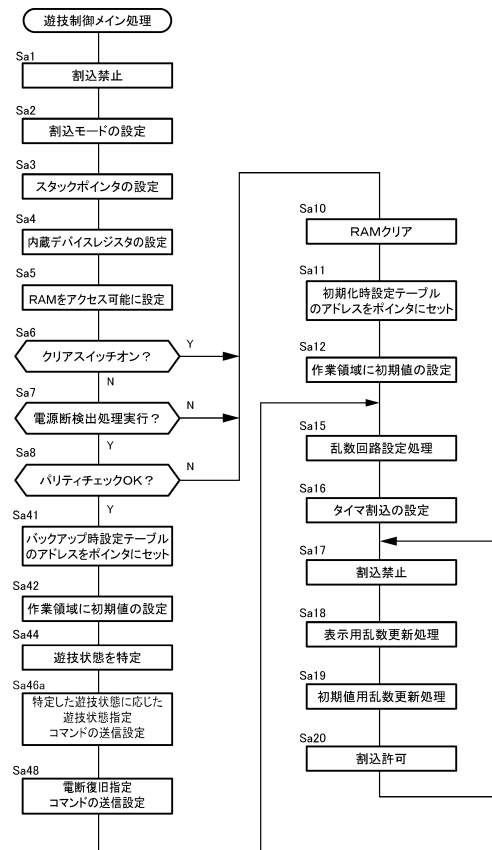 遊技制御メイン処理
Sa1
割込禁止
Sa2
割込モードの設定
Sa3
スタックポインタの設定
Sa4
内蔵デバイスレジスタの設定
Sa5
RAMをアクセス可能に設定
Sa6
クリアスイッチオン？
Y
N
Sa7
電源断検出処理実行？
N
Y
Sa8
パリティチェックOK？
N
Y
Sa41
バックアップ時設定テーブル
のアドレスをポインタにセット
Sa42
作業領域に初期値の設定
Sa44
遊技状態を特定
Sa46a
特定した遊技状態に応じた
遊技状態指定
コマンドの送信設定
Sa48
電断復旧指定
コマンドの送信設定
Sa10
RAMクリア
Sa11
初期化時設定テーブル
のアドレスをポインタにセット
Sa12
作業領域に初期値の設定
Sa15
乱数回路設定処理
Sa16
タイマ割込の設定
Sa17
割込禁止
Sa18
表示用乱数更新処理
Sa19
初期値用乱数更新処理
Sa20
割込許可